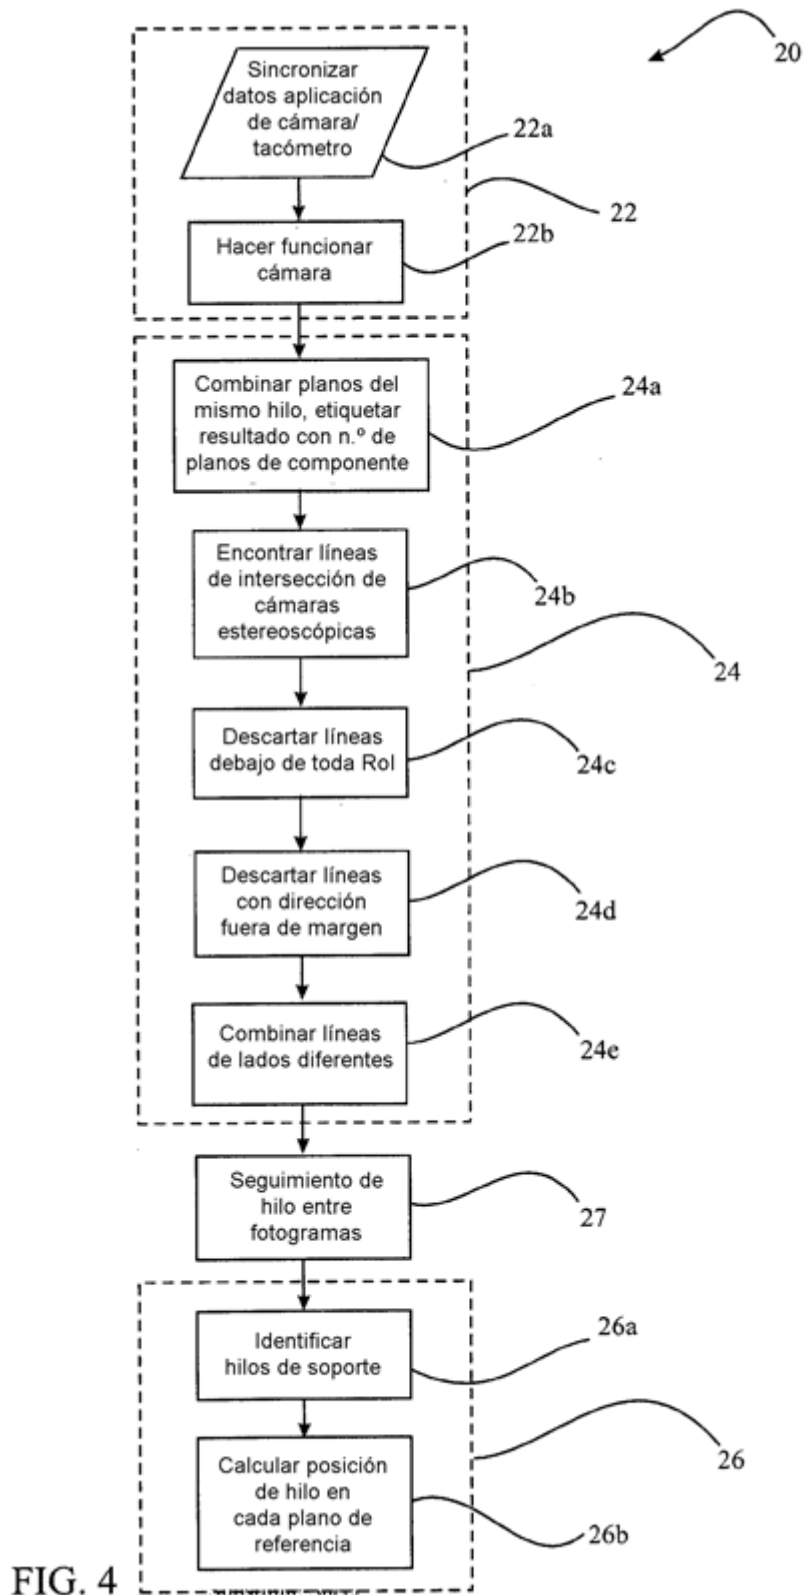 20
Sincronizar
datos aplicación
de cámara/
tacómetro
22a
22
Hacer funcionar
cámara
22b
Combinar planos del
mismo hilo, etiquetar
resultado con n.º de
planos de componente
24a
Encontrar líneas
de intersección de
cámaras
estereoscópicas
24b
24
Descartar líneas
debajo de toda RoI
24c
Descartar líneas
con dirección
fuera de margen
24d
Combinar líneas
de lados diferentes
24e
Seguimiento de
hilo entre
fotogramas
27
Identificar
hilos de soporte
26a
26
Calcular posición
de hilo en
cada plano de
referencia
26b
FIG. 4